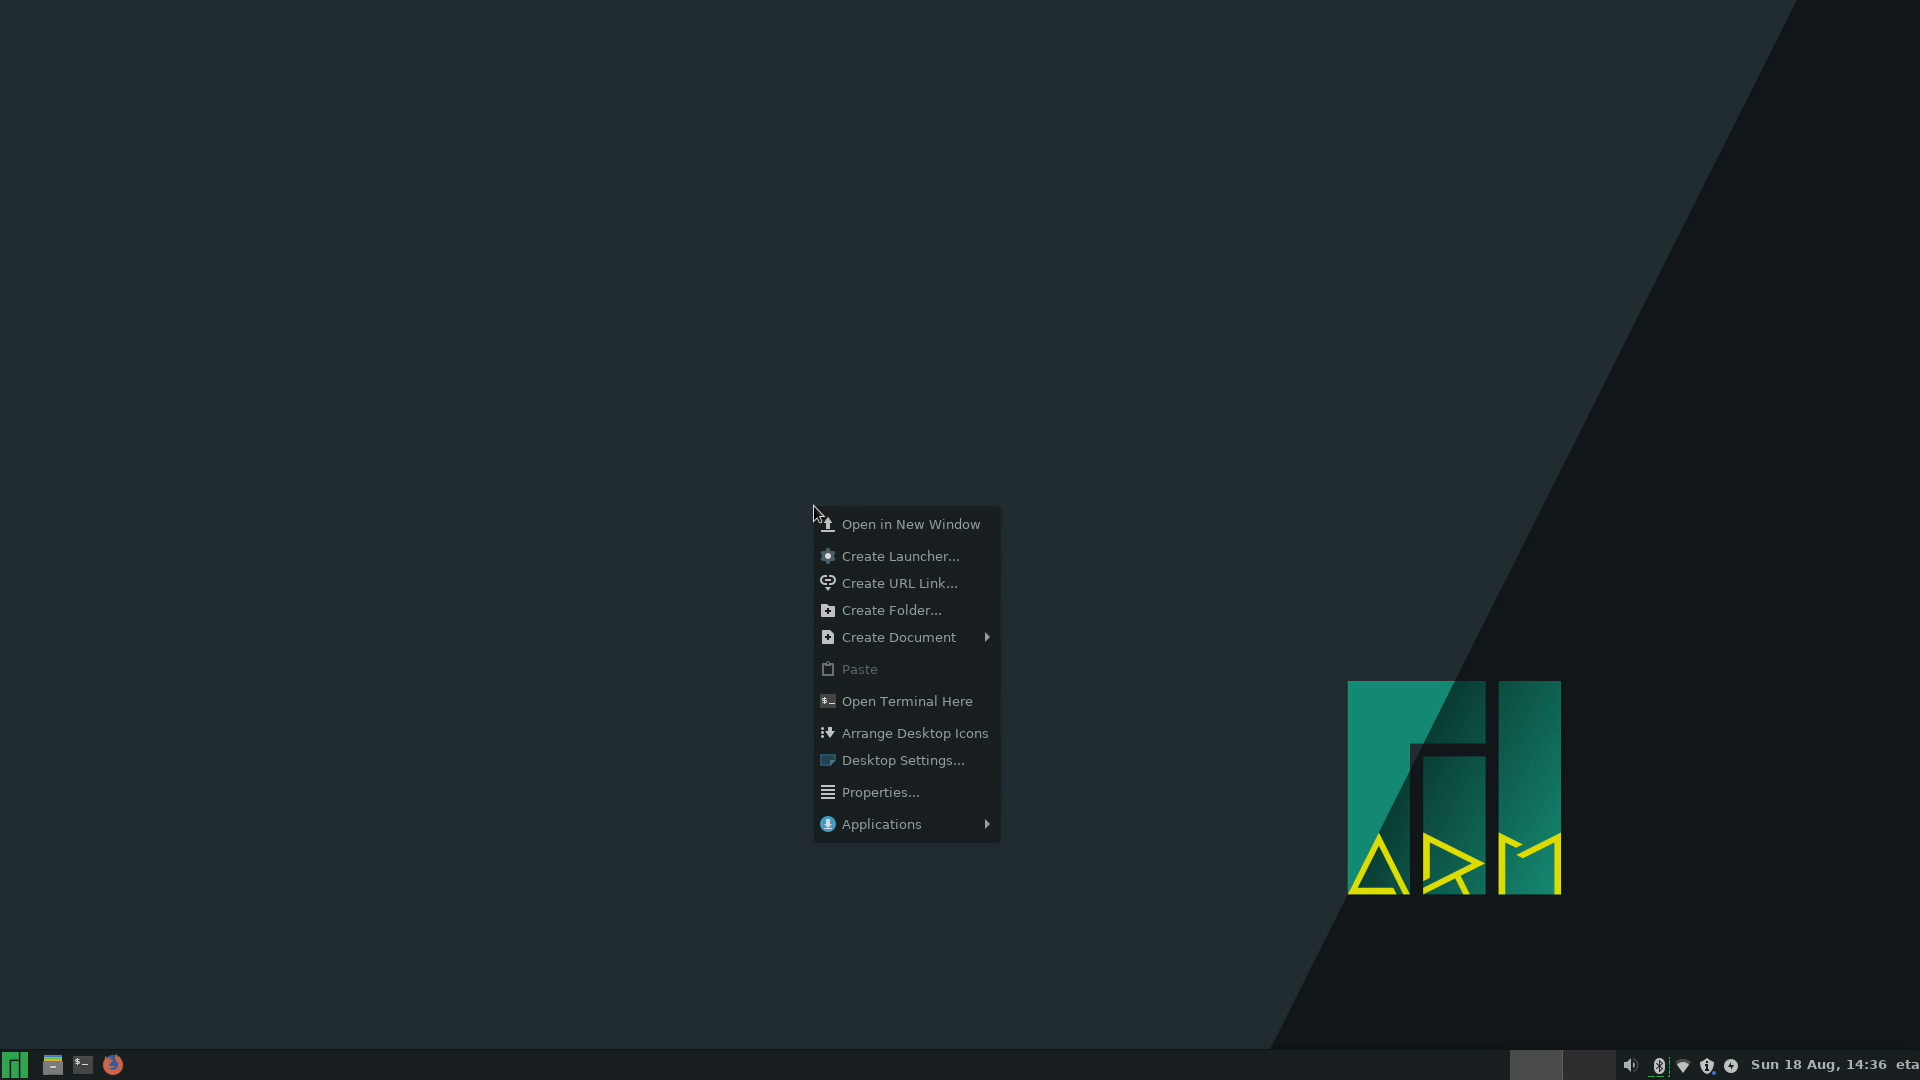 Open in New Window
Create Launcher...
Create URL Link...
Create Folder...
Create Document
Paste
Open Terminal Here
Arrange Desktop Icons
Desktop Settings...
Properties...
Applications
ARM
Sun 18 Aug, 14:36 eta